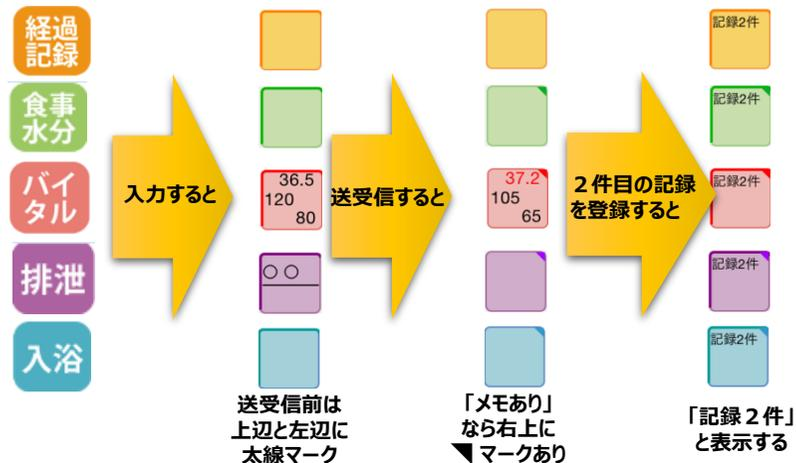 経過
記録
記録2件
食事
水分
記録2件
バイ
タル
入力すると
36.5
120
80
送受信すると
37.2
105
65
２件目の記録
を登録すると
記録2件
排泄
○ ○
記録2件
入浴
記録2件
送受信前は
上辺と左辺に
太線マーク
「メモあり」
なら右上に
◥ マークあり
「記録２件」
と表示する